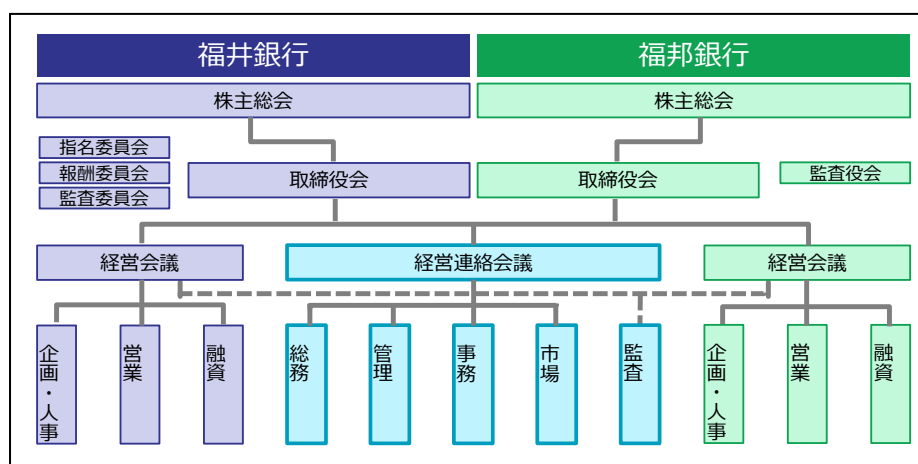 福井銀行
福邦銀行
株主総会
株主総会
指名委員会
報酬委員会
監査委員会
取締役会
取締役会
監査役会
経営会議
経営連絡会議
経営会議
企画・人事
営業
融資
総務
管理
事務
市場
監査
企画・人事
営業
融資